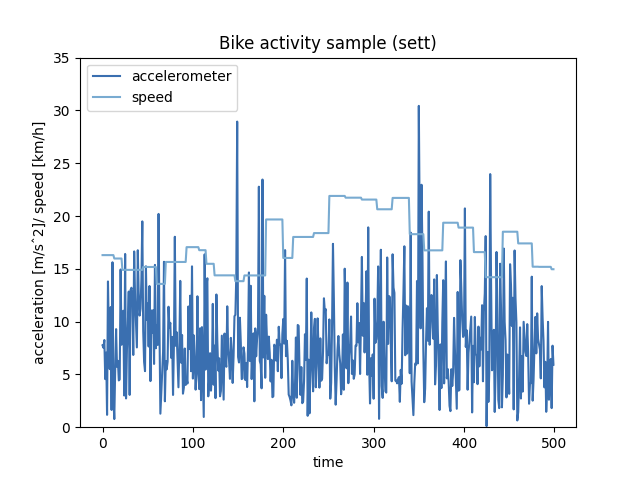 Bike activity sample (sett)
accelerometer
speed
acceleration [m/s^2]/ speed [km/h]
35
30
25
20
15
10
5
0
0 100 200 300 400 500
time